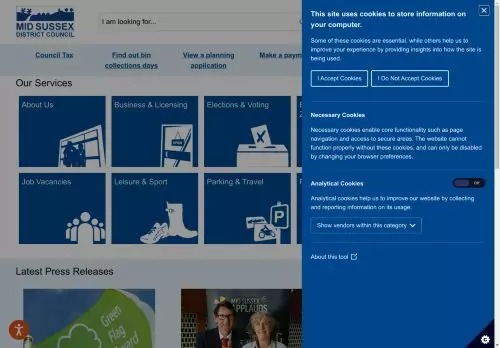 MID SUSSEX
DISTRICT COUNCIL
I am looking for...
Council Tax
Find out bin
collections days
View a planning
application
Make a paym
Our Services
About Us
Business & Licensing
Elections & Voting
Job Vacancies
Leisure & Sport
Parking & Travel
OPEN
P
Latest Press Releases
Green
Flag
MID SUSSEX
APPLAUDS
This site uses cookies to store information on
your computer.
Some of these cookies are essential, while others help us to
improve your experience by providing insights into how the site is
being used.
I Accept Cookies
I Do Not Accept Cookies
Necessary Cookies
Necessary cookies enable core functionality such as page
navigation and access to secure areas. The website cannot
function properly without these cookies, and can only be disabled
by changing your browser preferences.
Analytical Cookies
Off
Analytical cookies help us to improve our website by collecting
and reporting information on its usage.
Show vendors within this category
About this tool